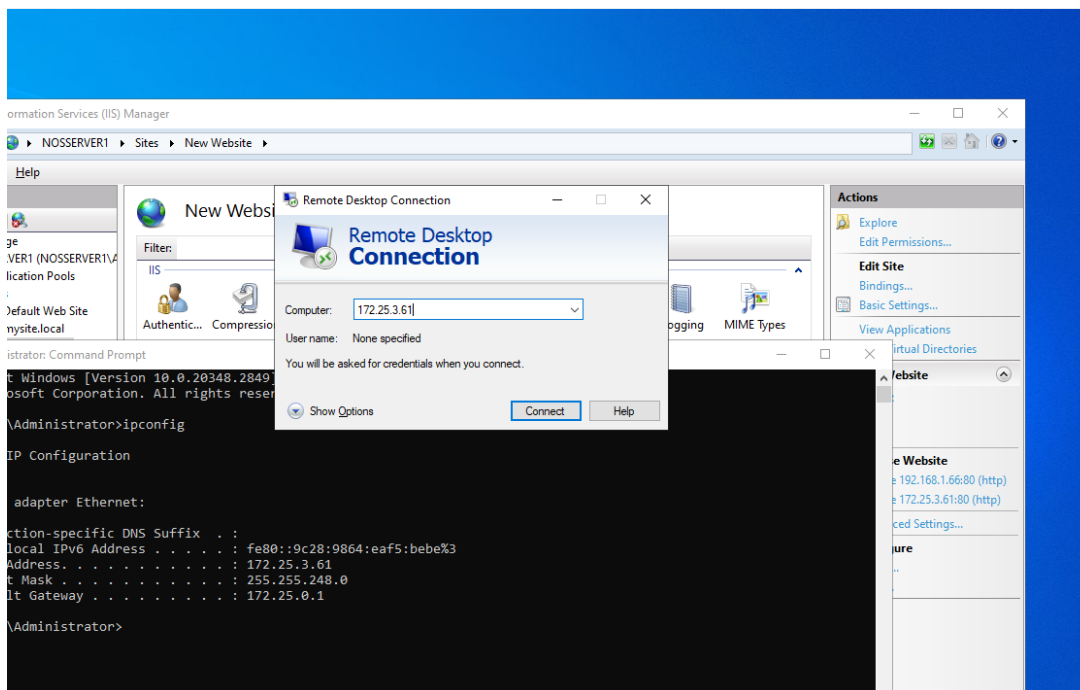 ormation Services (IIS) Manager
NOSSERVER1 Sites New Website
Help
ge
VER1 (NOSSERVER1\A
lication Pools
Default Web Site
mysite.local
New Websi
Filter:
IIS
Authentic... Compressio
ogging MIME Types
Remote Desktop Connection
Remote Desktop
Connection
Computer: 172.25.3.61
User name: None specified
You will be asked for credentials when you connect.
Show Options Connect Help
Actions
Explore
Edit Permissions...
Edit Site
Bindings...
Basic Settings...
View Applications
irtual Directories
ebsite
e Website
e 192.168.1.66:80 (http)
e 172.25.3.61:80 (http)
ced Settings...
ure
istrator: Command Prompt
t Windows [Version 10.0.20348.2849]
osoft Corporation. All rights reser
\Administrator>ipconfig
IP Configuration
adapter Ethernet:
ction-specific DNS Suffix . :
local IPv6 Address . . . . . : fe80::9c28:9864:eaf5:bebe%3
Address. . . . . . . . . . . : 172.25.3.61
t Mask . . . . . . . . . . . : 255.255.248.0
lt Gateway . . . . . . . . . : 172.25.0.1
\Administrator>